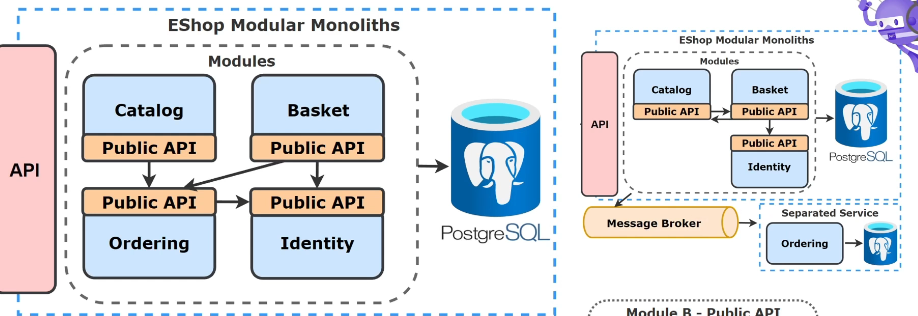 EShop Modular Monoliths
Modules
API
Catalog
Public API
Basket
Public API
Public API
Ordering
Public API
Identity
PostgreSQL
EShop Modular Monoliths
Modules
API
Catalog
Public API
Basket
Public API
Public API
Identity
PostgreSQL
Message Broker
Separated Service
Ordering
Module B - Public API